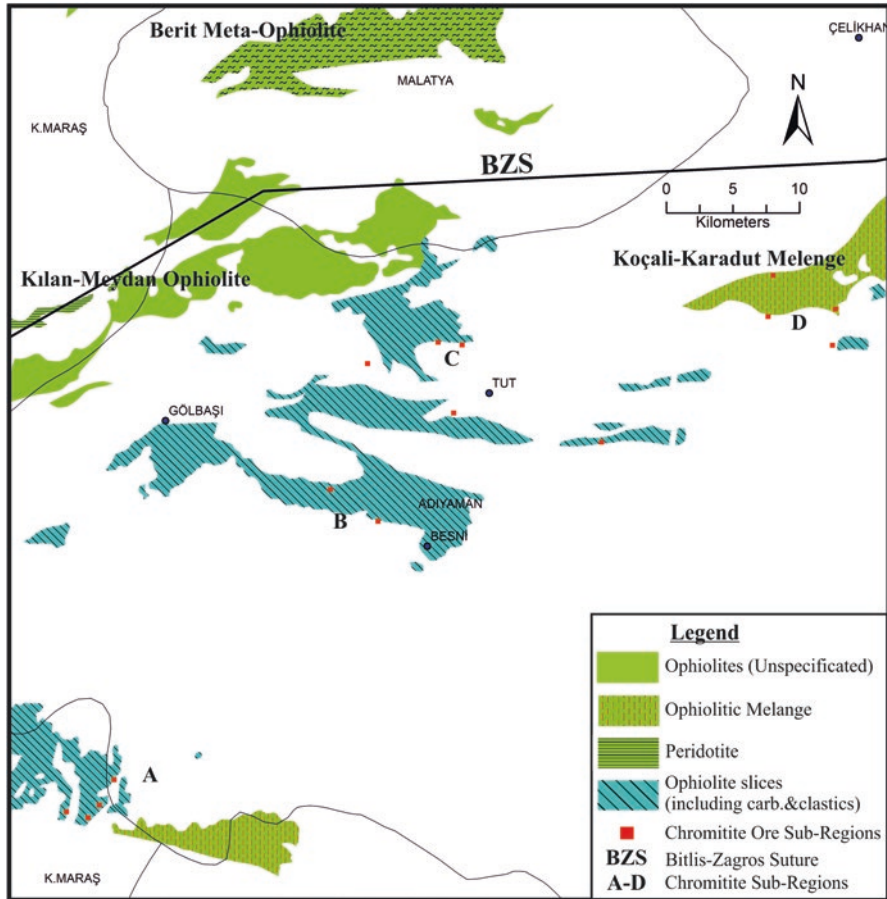 Berit Meta-Ophiolite
ÇELİKHAN
MALATYA
N
K.MARAŞ
BZS
0 5 10
Kilometers
Koçali-Karadut Melenge
Kılan-Meydan Ophiolite
D
C
TUT
GÖLBAŞI
ADIYAMAN
B
BESNİ
A
K.MARAŞ
Legend
Ophiolites (Unspecificated)
Ophiolitic Melange
Peridotite
Ophiolite slices
(including carb.&clastics)
Chromitite Ore Sub-Regions
BZS Bitlis-Zagros Suture
A-D Chromitite Sub-Regions